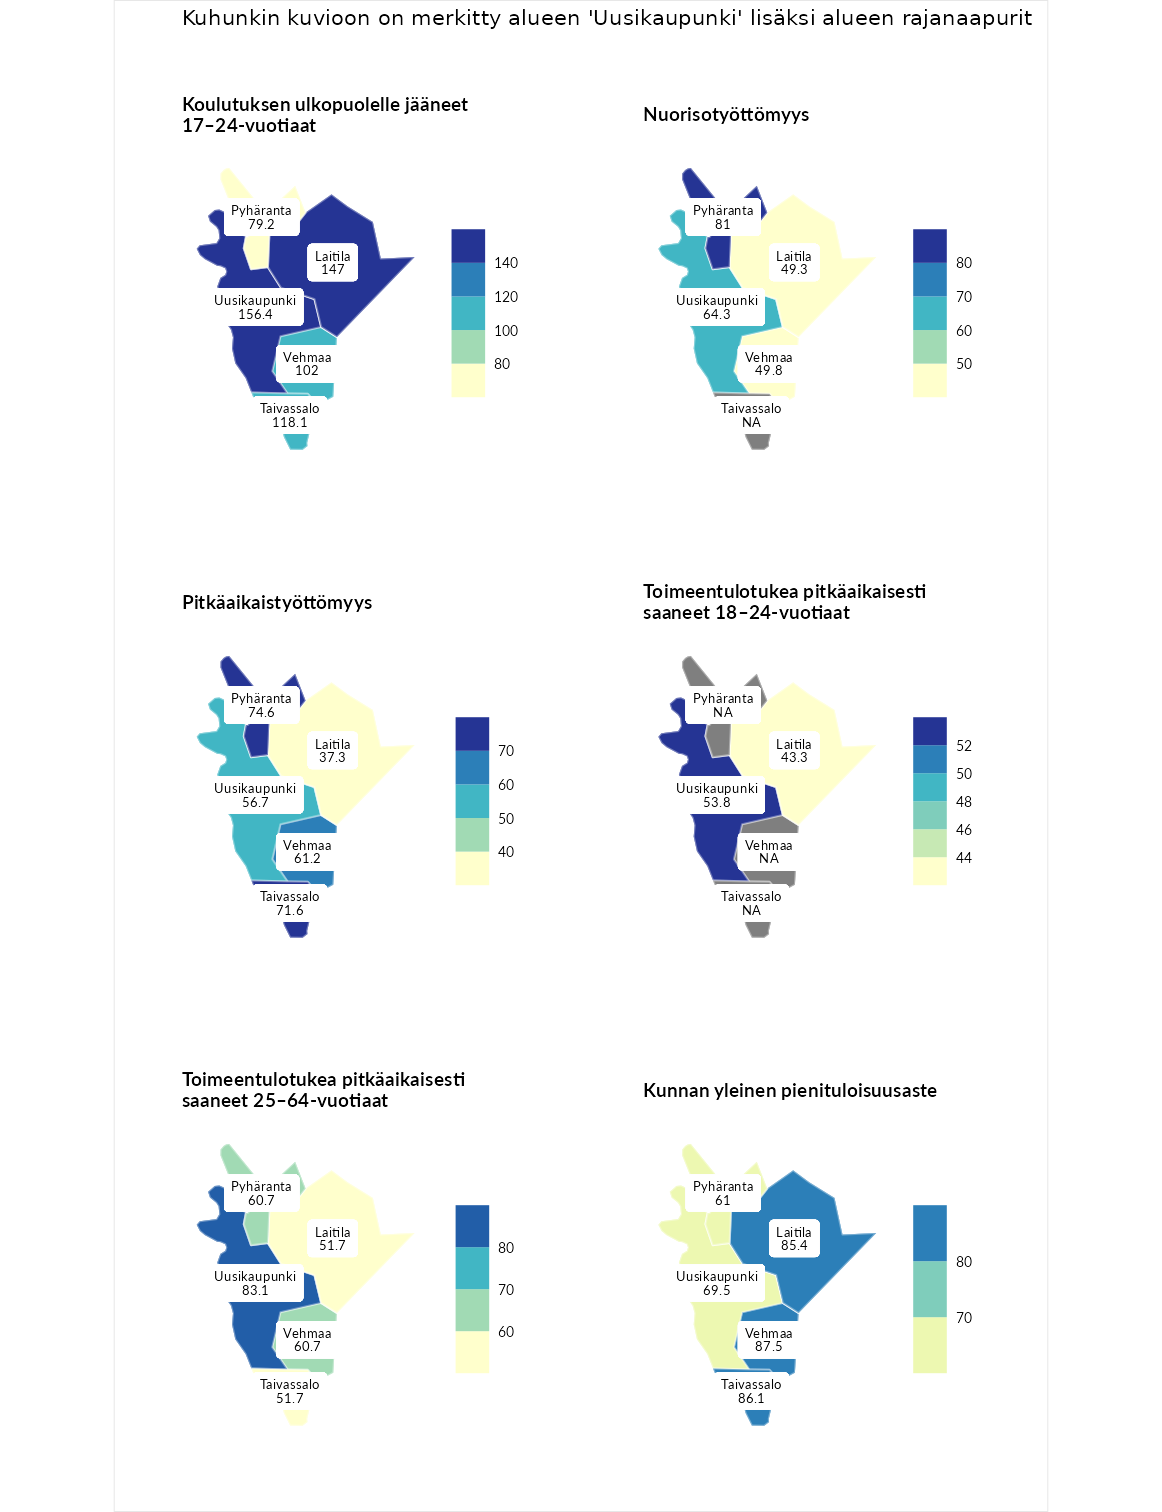 Kuhunkin kuvioon on merkitty alueen 'Uusikaupunki' lisäksi alueen rajanaapurit
Koulutuksen ulkopuolelle jääneet
17–24-vuotiaat
Pyhäranta
79.2
Laitila
147
Uusikaupunki
156.4
Vehmaa
102
Taivassalo
118.1
140
120
100
80
Nuorisotyöttömyys
Pyhäranta
81
Laitila
49.3
Uusikaupunki
64.3
Vehmaa
49.8
Taivassalo
NA
80
70
60
50
Pitkäaikaistyöttömyys
Pyhäranta
74.6
Laitila
37.3
Uusikaupunki
56.7
Vehmaa
61.2
Taivassalo
71.6
70
60
50
40
Toimeentulotukea pitkäaikaisesti
saaneet 18–24-vuotiaat
Pyhäranta
NA
Laitila
43.3
Uusikaupunki
53.8
Vehmaa
NA
Taivassalo
NA
52
50
48
46
44
Toimeentulotukea pitkäaikaisesti
saaneet 25–64-vuotiaat
Pyhäranta
60.7
Laitila
51.7
Uusikaupunki
83.1
Vehmaa
60.7
Taivassalo
51.7
80
70
60
Kunnan yleinen pienituloisuusaste
Pyhäranta
61
Laitila
85.4
Uusikaupunki
69.5
Vehmaa
87.5
Taivassalo
86.1
80
70